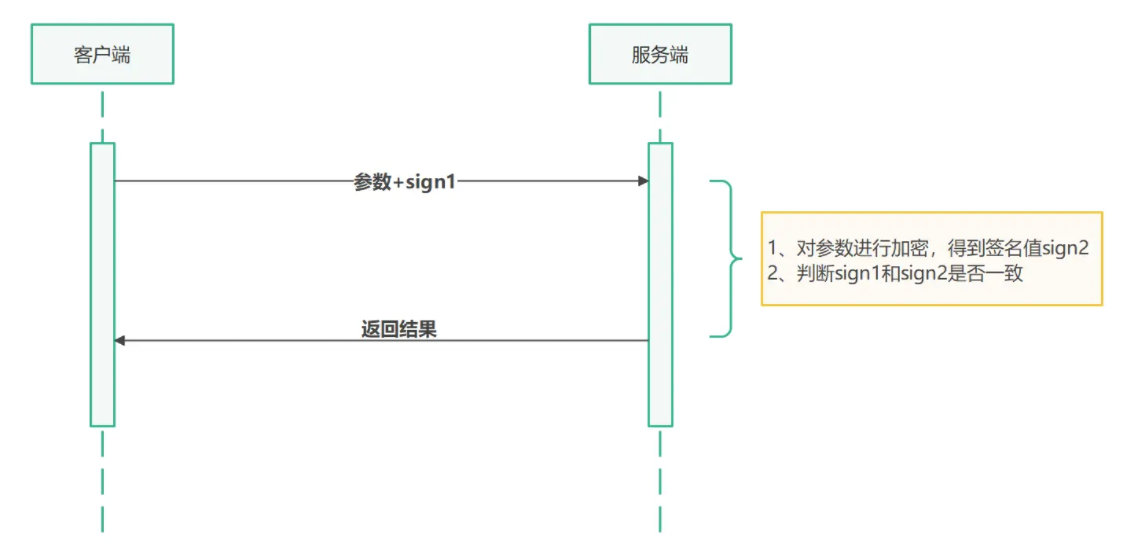 客户端
服务端
参数+sign1
1、对参数进行加密，得到签名值sign2
2、判断sign1和sign2是否一致
返回结果